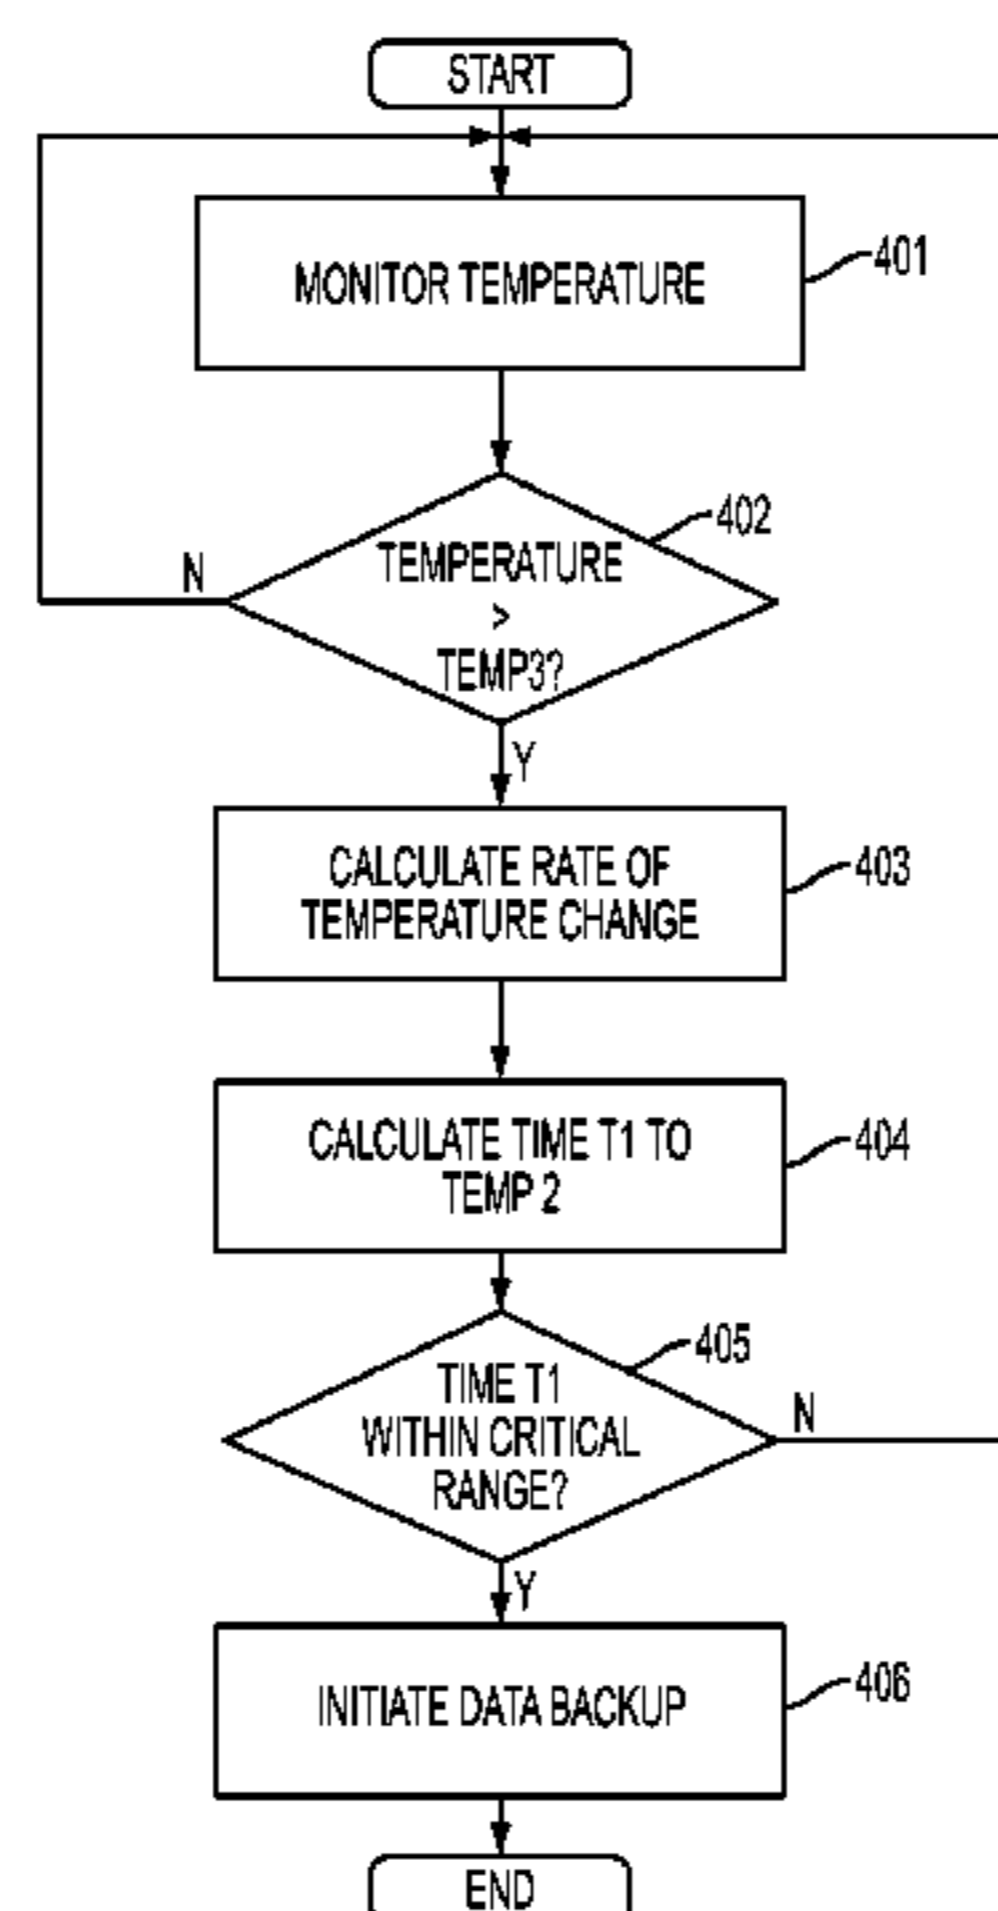 START
MONITOR TEMPERATURE
401
402
TEMPERATURE
>
TEMP3?
N
Y
CALCULATE RATE OF
TEMPERATURE CHANGE
403
CALCULATE TIME T1 TO
TEMP 2
404
405
TIME T1
WITHIN CRITICAL
RANGE?
N
Y
INITIATE DATA BACKUP
406
END